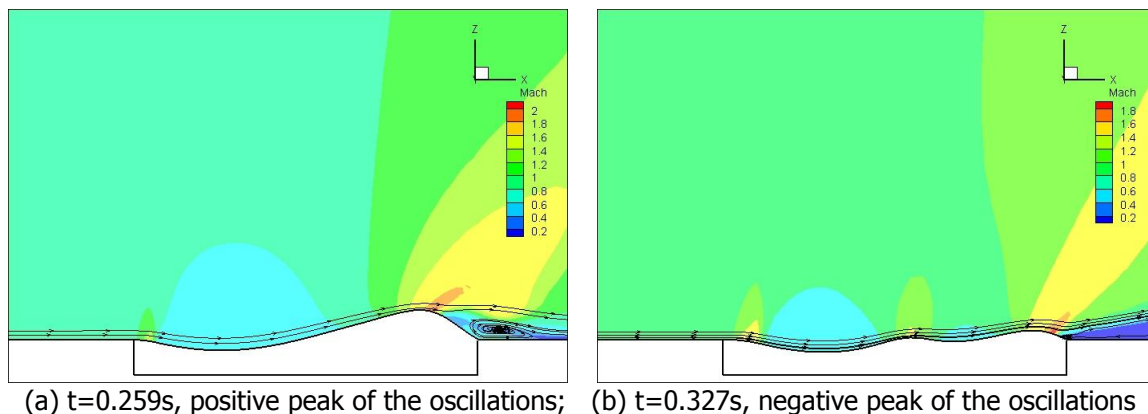 Z
X
Mach
2
1.8
1.6
1.4
1.2
1
0.8
0.6
0.4
0.2
Z
X
Mach
1.8
1.6
1.4
1.2
1
0.8
0.6
0.4
0.2
(a) t=0.259s, positive peak of the oscillations; (b) t=0.327s, negative peak of the oscillations